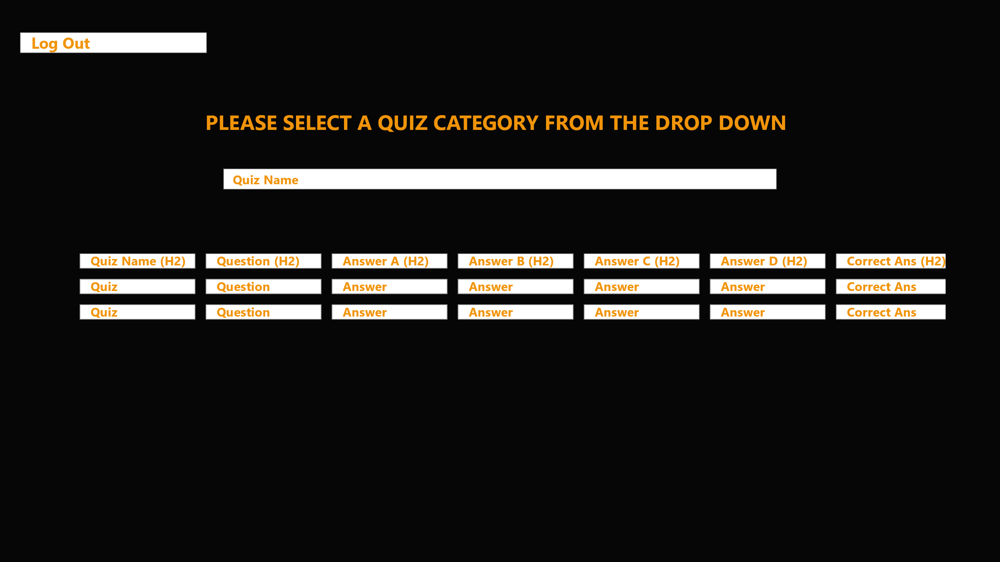 Log Out
PLEASE SELECT A QUIZ CATEGORY FROM THE DROP DOWN
Quiz Name
Quiz Name (H2) Question (H2) Answer A (H2) Answer B (H2) Answer C (H2) Answer D (H2) Correct Ans (H2)
Quiz Question Answer Answer Answer Answer Correct Ans
Quiz Question Answer Answer Answer Answer Correct Ans